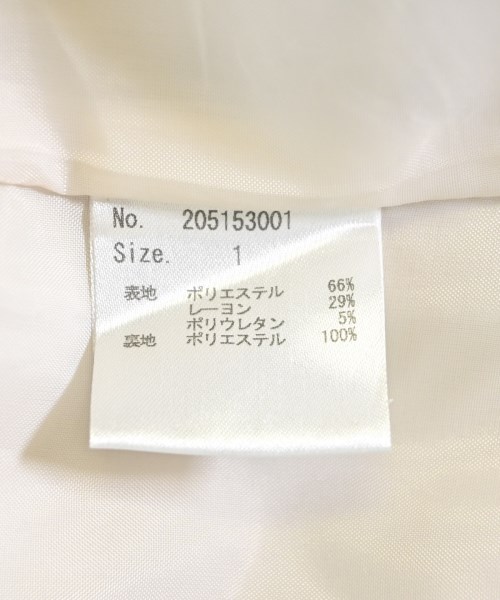 No. 205153001
Size. 1
表地 ポリエステル 66%
レーヨン 29%
ポリウレタン 5%
裏地 ポリエステル 100%